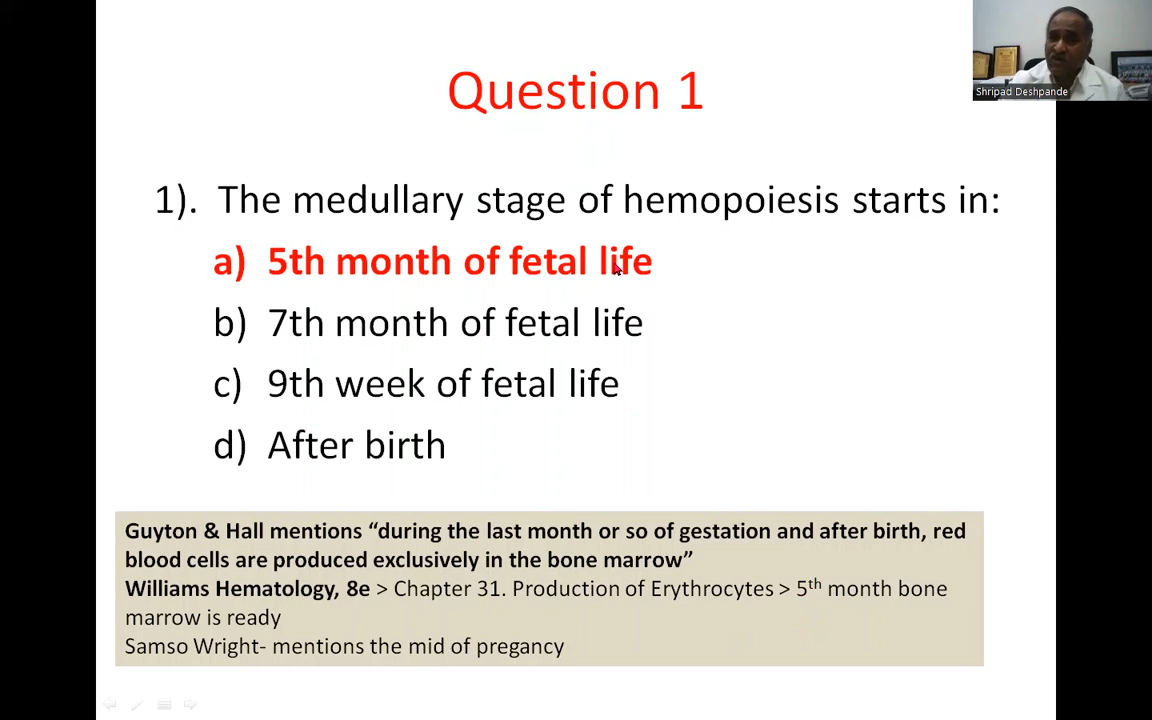 Shripad Deshpande
Question 1
1). The medullary stage of hemopoiesis starts in:
a) 5th month of fetal life
b) 7th month of fetal life
c) 9th week of fetal life
d) After birth
Guyton & Hall mentions “during the last month or so of gestation and after birth, red
blood cells are produced exclusively in the bone marrow”
Williams Hematology, 8e > Chapter 31. Production of Erythrocytes > 5th month bone
marrow is ready
Samso Wright- mentions the mid of pregancy